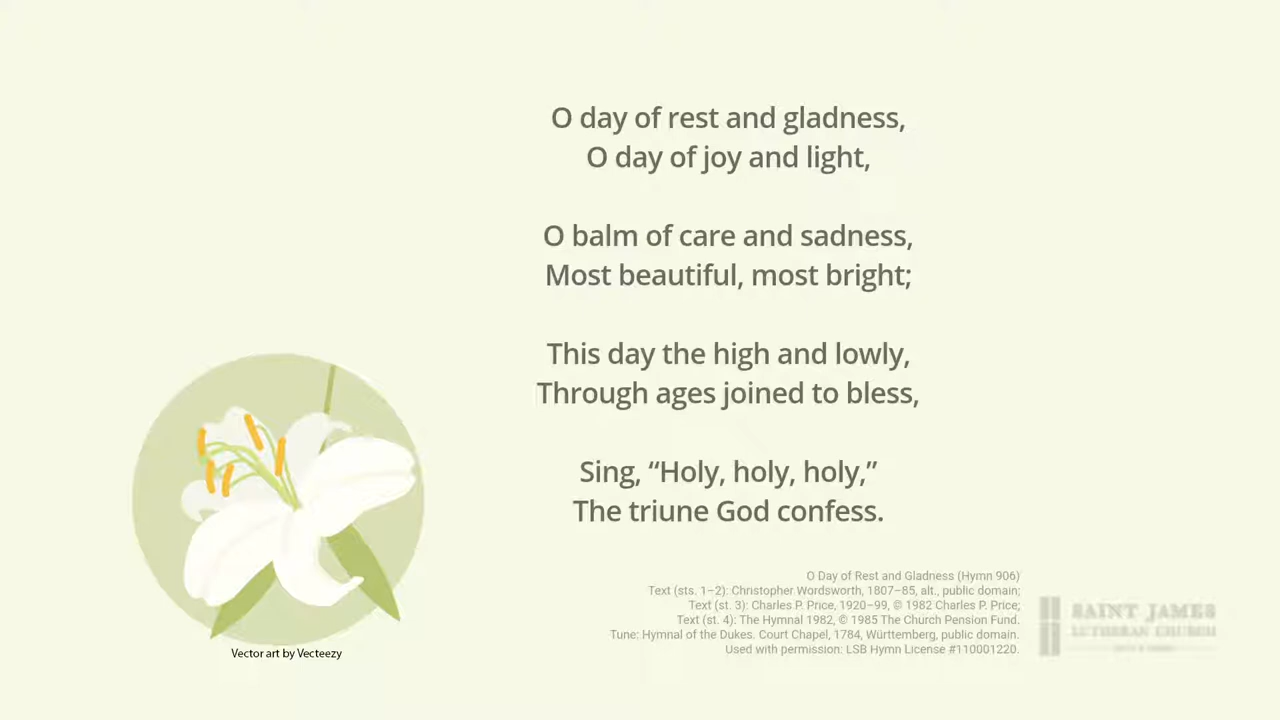 O day of rest and gladness,
O day of joy and light,
O balm of care and sadness,
Most beautiful, most bright;
This day the high and lowly,
Through ages joined to bless,
Sing, “Holy, holy, holy,”
The triune God confess.
O Day of Rest and Gladness (Hymn 906)
Text (sts. 1–2): Christopher Wordsworth, 1807–85, alt., public domain;
Text (st. 3): Charles P. Price, 1920–99, © 1982 Charles P. Price;
Text (st. 4): The Hymnal 1982, © 1985 The Church Pension Fund.
Tune: Hymnal of the Dukes. Court Chapel, 1784, Württemberg, public domain.
Used with permission: LSB Hymn License #110001220.
SAINT JAMES
LUTHERAN CHURCH
Vector art by Vecteezy